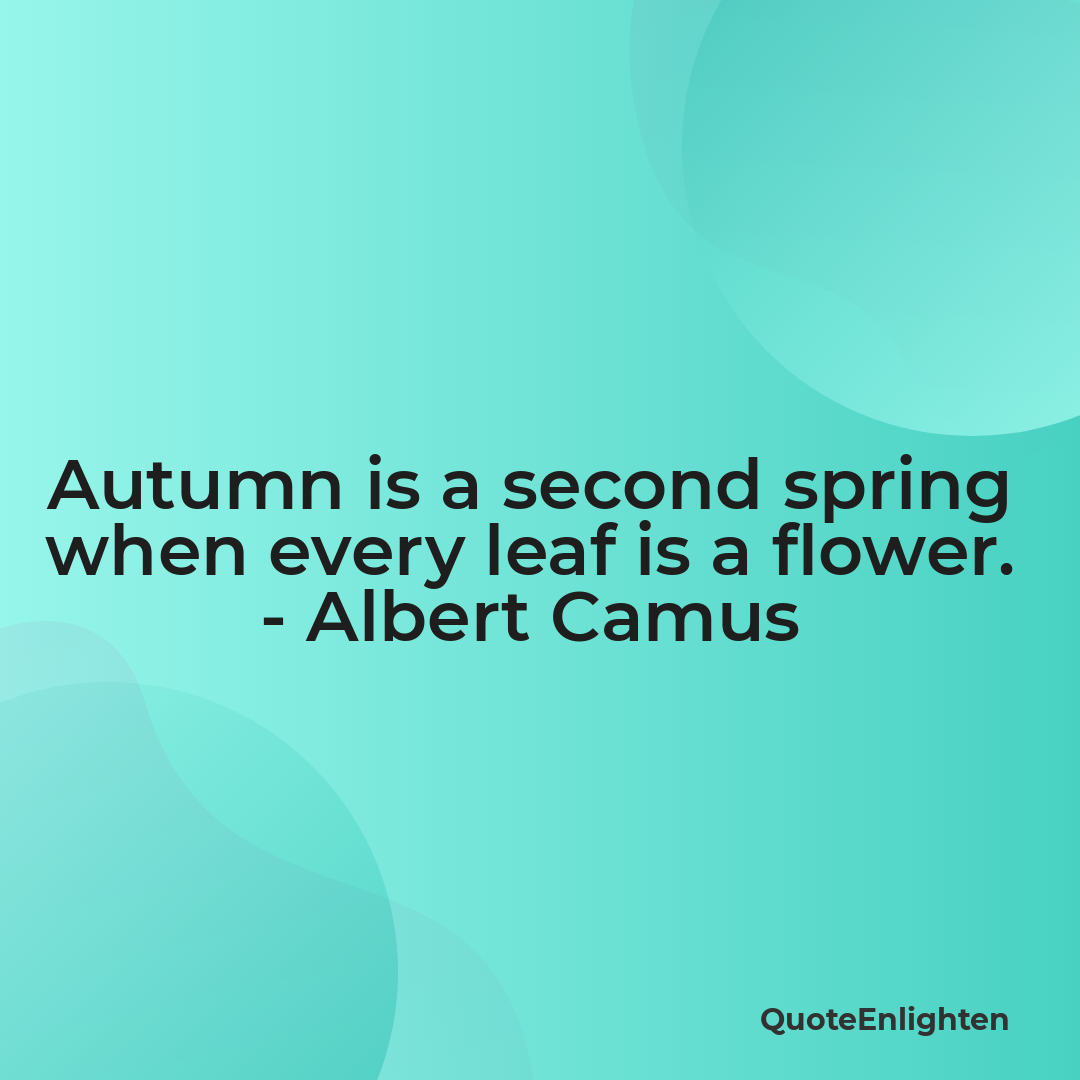 Autumn is a second spring
when every leaf is a flower.
- Albert Camus
QuoteEnlighten